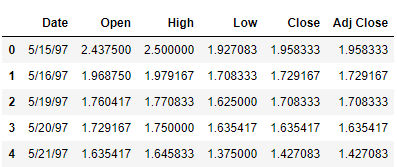 Date Open High Low Close Adj Close
0 5/15/97 2.437500 2.500000 1.927083 1.958333 1.958333
1 5/16/97 1.968750 1.979167 1.708333 1.729167 1.729167
2 5/19/97 1.760417 1.770833 1.625000 1.708333 1.708333
3 5/20/97 1.729167 1.750000 1.635417 1.635417 1.635417
4 5/21/97 1.635417 1.645833 1.375000 1.427083 1.427083